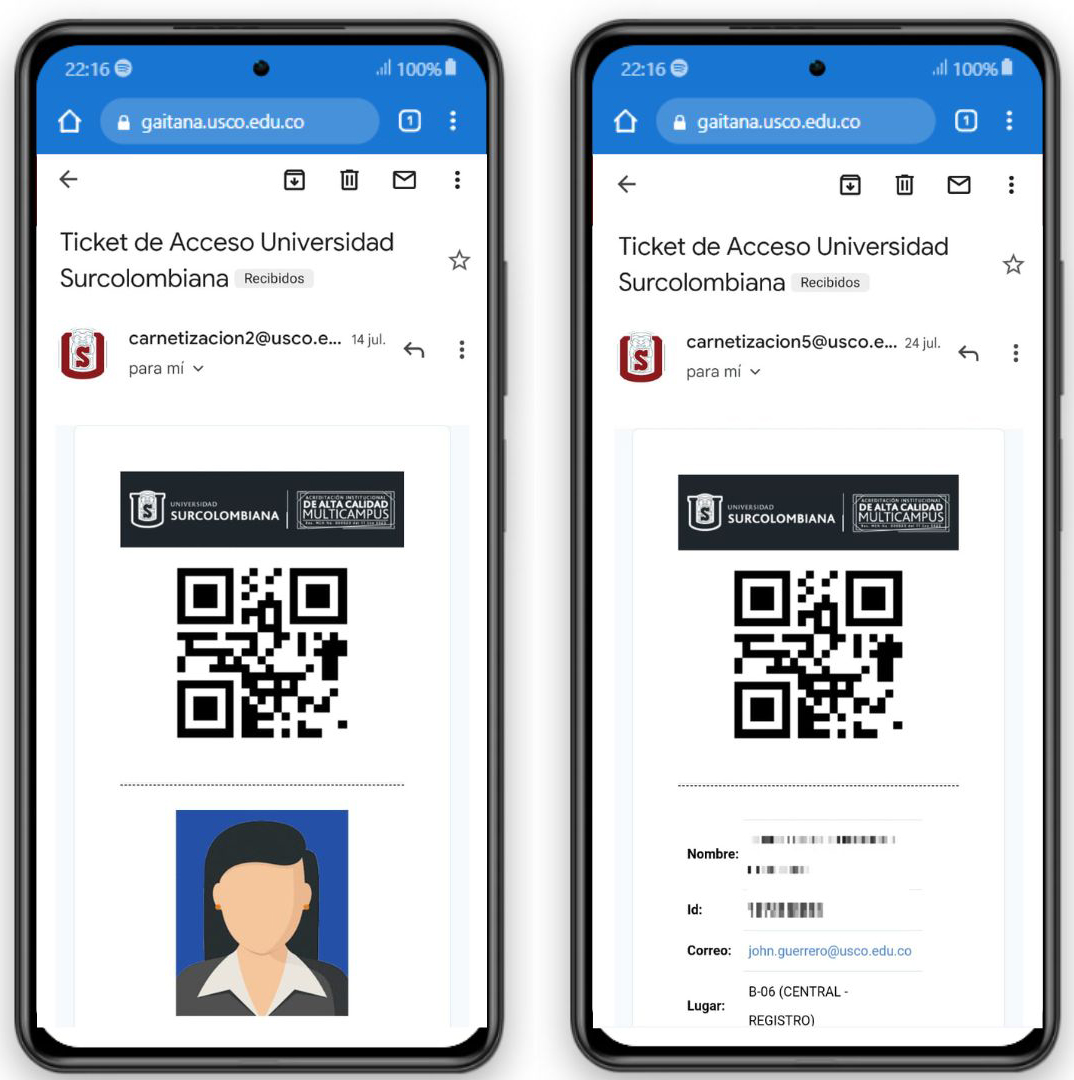 22:16
100%
gaitana.usco.edu.co
1
Ticket de Acceso Universidad
Surcolombiana Recibidos
carnetizacion2@usco.e... 14 jul.
para mí
UNIVERSIDAD
SURCOLOMBIANA
ACREDITACIÓN INSTITUCIONAL
DE ALTA CALIDAD
MULTICAMPUS
22:16
100%
gaitana.usco.edu.co
1
Ticket de Acceso Universidad
Surcolombiana Recibidos
carnetizacion5@usco.e... 24 jul.
para mí
UNIVERSIDAD
SURCOLOMBIANA
ACREDITACIÓN INSTITUCIONAL
DE ALTA CALIDAD
MULTICAMPUS
Nombre:
Id:
Correo: john.guerrero@usco.edu.co
Lugar: B-06 (CENTRAL -
REGISTRO)